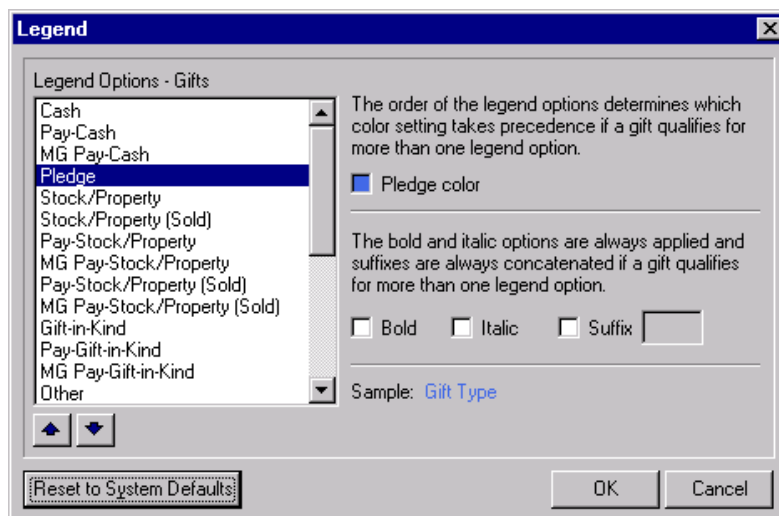 Legend
Legend Options - Gifts
Cash
Pay-Cash
MG Pay-Cash
Pledge
Stock/Property
Stock/Property (Sold)
Pay-Stock/Property
MG Pay-Stock/Property
Pay-Stock/Property (Sold)
MG Pay-Stock/Property (Sold)
Gift-in-Kind
Pay-Gift-in-Kind
MG Pay-Gift-in-Kind
Other
The order of the legend options determines which
color setting takes precedence if a gift qualifies for
more than one legend option.
Pledge color
The bold and italic options are always applied and
suffixes are always concatenated if a gift qualifies
for more than one legend option.
Bold Italic Suffix
Sample: Gift Type
Reset to System Defaults OK Cancel